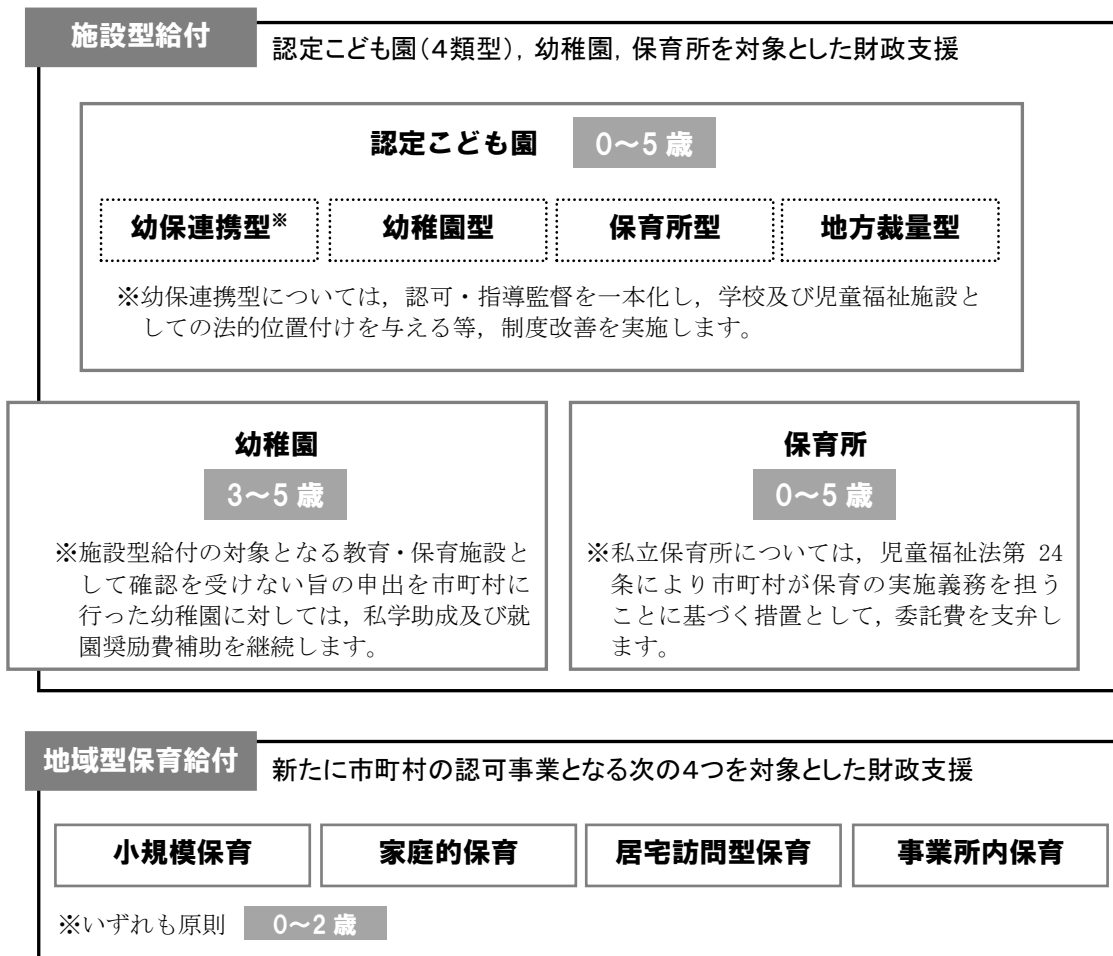 施設型給付
認定こども園（４類型），幼稚園，保育所を対象とした財政支援
認定こども園 0～5 歳
幼保連携型※ 幼稚園型 保育所型 地方裁量型
※幼保連携型については，認可・指導監督を一本化し，学校及び児童福祉施設と
しての法的位置付けを与える等，制度改善を実施します。
幼稚園
3～5 歳
※施設型給付の対象となる教育・保育施設と
して確認を受けない旨の申出を市町村に
行った幼稚園に対しては，私学助成及び就
園奨励費補助を継続します。
保育所
0～5 歳
※私立保育所については，児童福祉法第 24
条により市町村が保育の実施義務を担う
ことに基づく措置として，委託費を支弁し
ます。
地域型保育給付
新たに市町村の認可事業となる次の４つを対象とした財政支援
小規模保育 家庭的保育 居宅訪問型保育 事業所内保育
※いずれも原則 0～2 歳